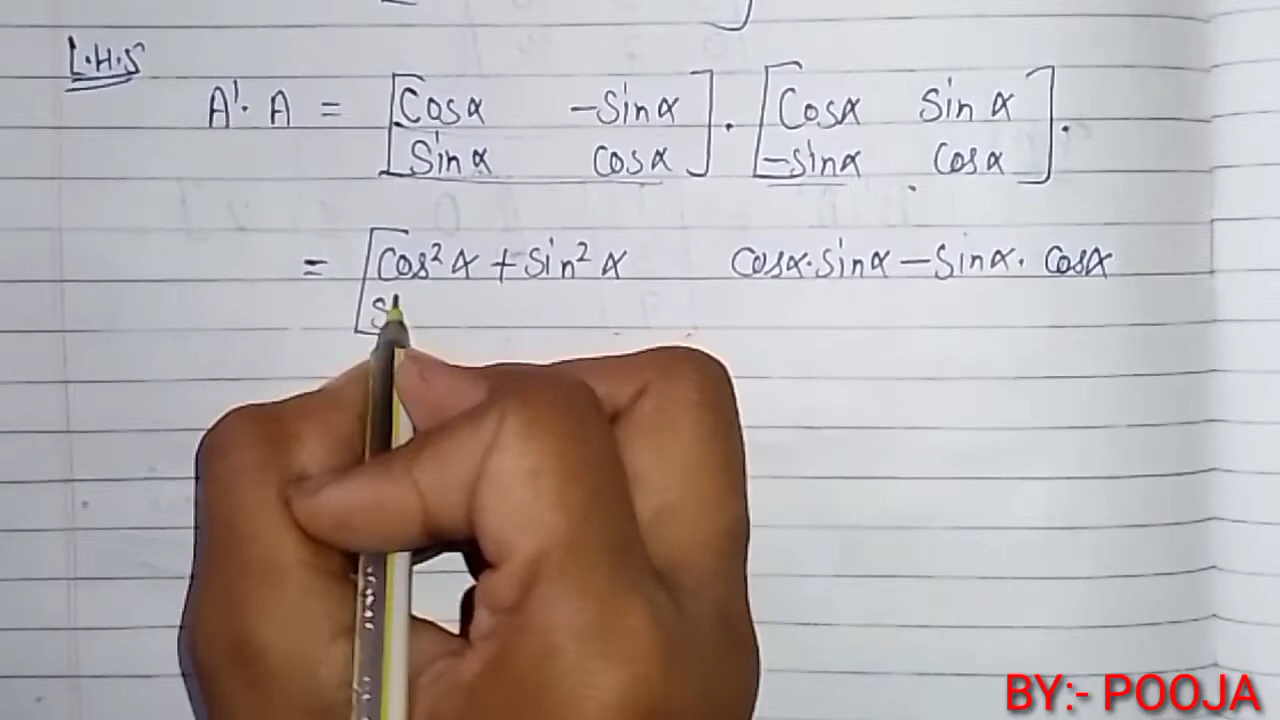 L.H.S
A'. A = [Cosα -Sinα] . [Cosα Sinα] .
[Sinα Cosα] [-Sinα Cosα]
= [Cos²α + Sin²α Cosα.Sinα - Sinα. Cosα
S
BY:- POOJA